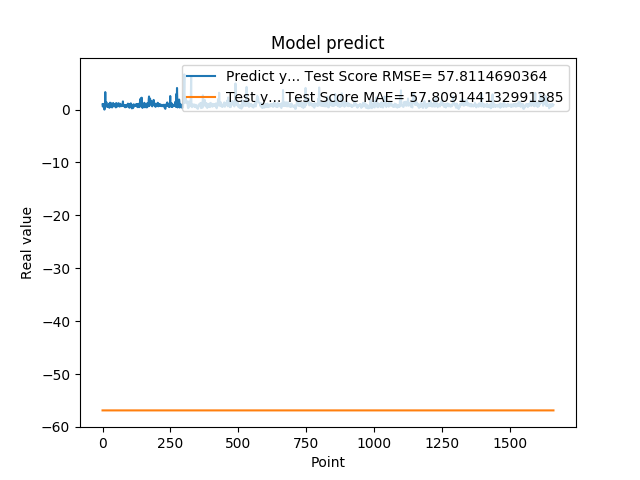 Model predict
Predict y... Test Score RMSE= 57.8114690364
Test y... Test Score MAE= 57.809144132991385
Real value
0
−10
−20
−30
−40
−50
−60
0 250 500 750 1000 1250 1500
Point